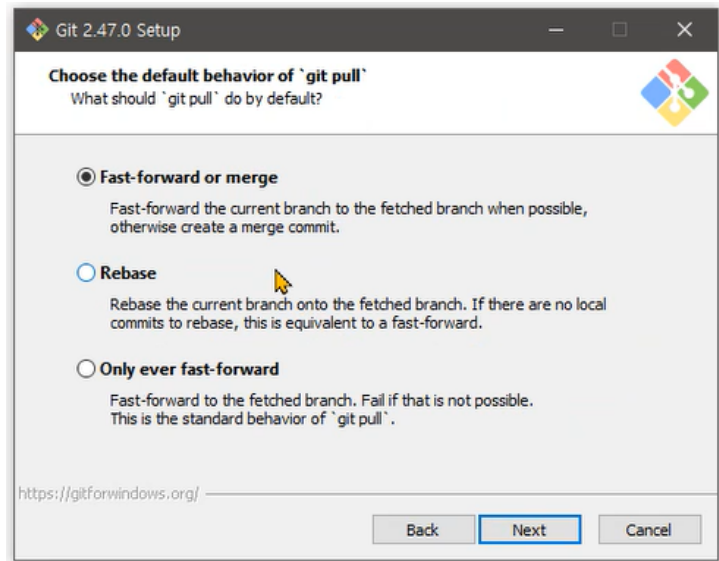 Git 2.47.0 Setup
Choose the default behavior of `git pull`
What should `git pull` do by default?
Fast-forward or merge
Fast-forward the current branch to the fetched branch when possible,
otherwise create a merge commit.
Rebase
Rebase the current branch onto the fetched branch. If there are no local
commits to rebase, this is equivalent to a fast-forward.
Only ever fast-forward
Fast-forward to the fetched branch. Fail if that is not possible.
This is the standard behavior of `git pull`.
https://gitforwindows.org/
Back Next Cancel